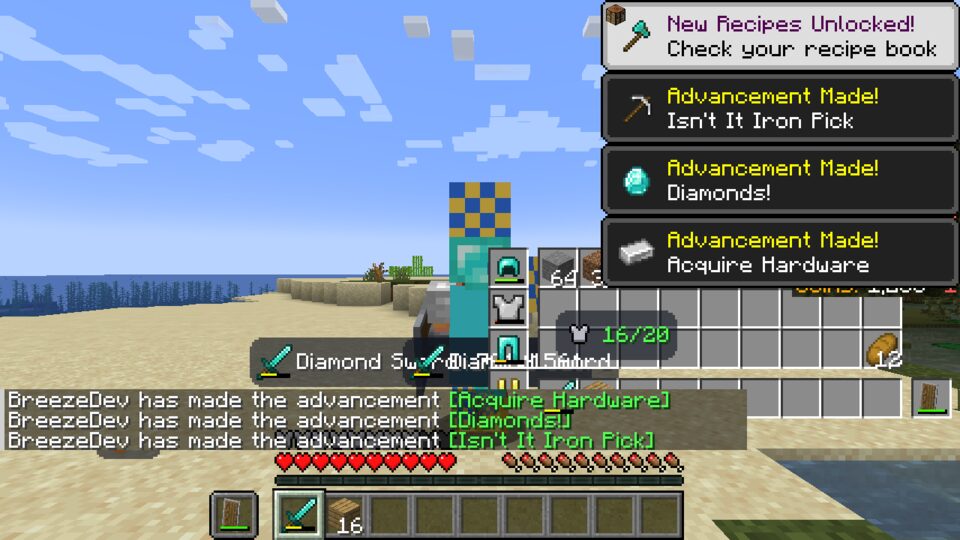 New Recipes Unlocked!
Check your recipe book
Advancement Made!
Isn't It Iron Pick
Advancement Made!
Diamonds!
Advancement Made!
Acquire Hardware
64
16/20
12
Diamond
BreezeDev has made the advancement [Acquire Hardware]
BreezeDev has made the advancement [Diamonds!]
BreezeDev has made the advancement [Isn't It Iron Pick]
16